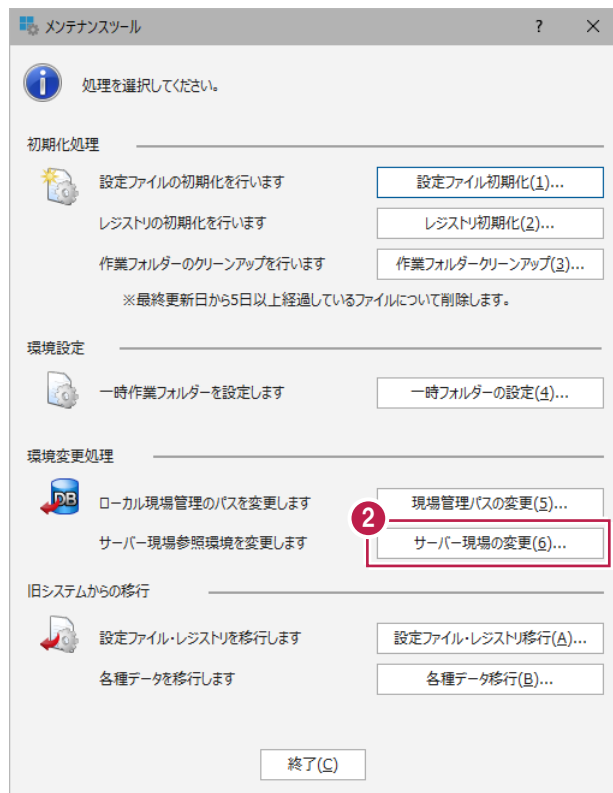 メンテナンスツール
処理を選択してください。
初期化処理
設定ファイルの初期化を行います 設定ファイル初期化(1)...
レジストリの初期化を行います レジストリ初期化(2)...
作業フォルダーのクリーンアップを行います 作業フォルダークリーンアップ(3)...
※最終更新日から5日以上経過しているファイルについて削除します。
環境設定
一時作業フォルダーを設定します 一時フォルダーの設定(4)...
環境変更処理
DB
ローカル現場管理のパスを変更します 現場管理パスの変更(5)...
2
サーバー現場参照環境を変更します サーバー現場の変更(6)...
旧システムからの移行
設定ファイル・レジストリを移行します 設定ファイル・レジストリ移行(A)...
各種データを移行します 各種データ移行(B)...
終了(C)